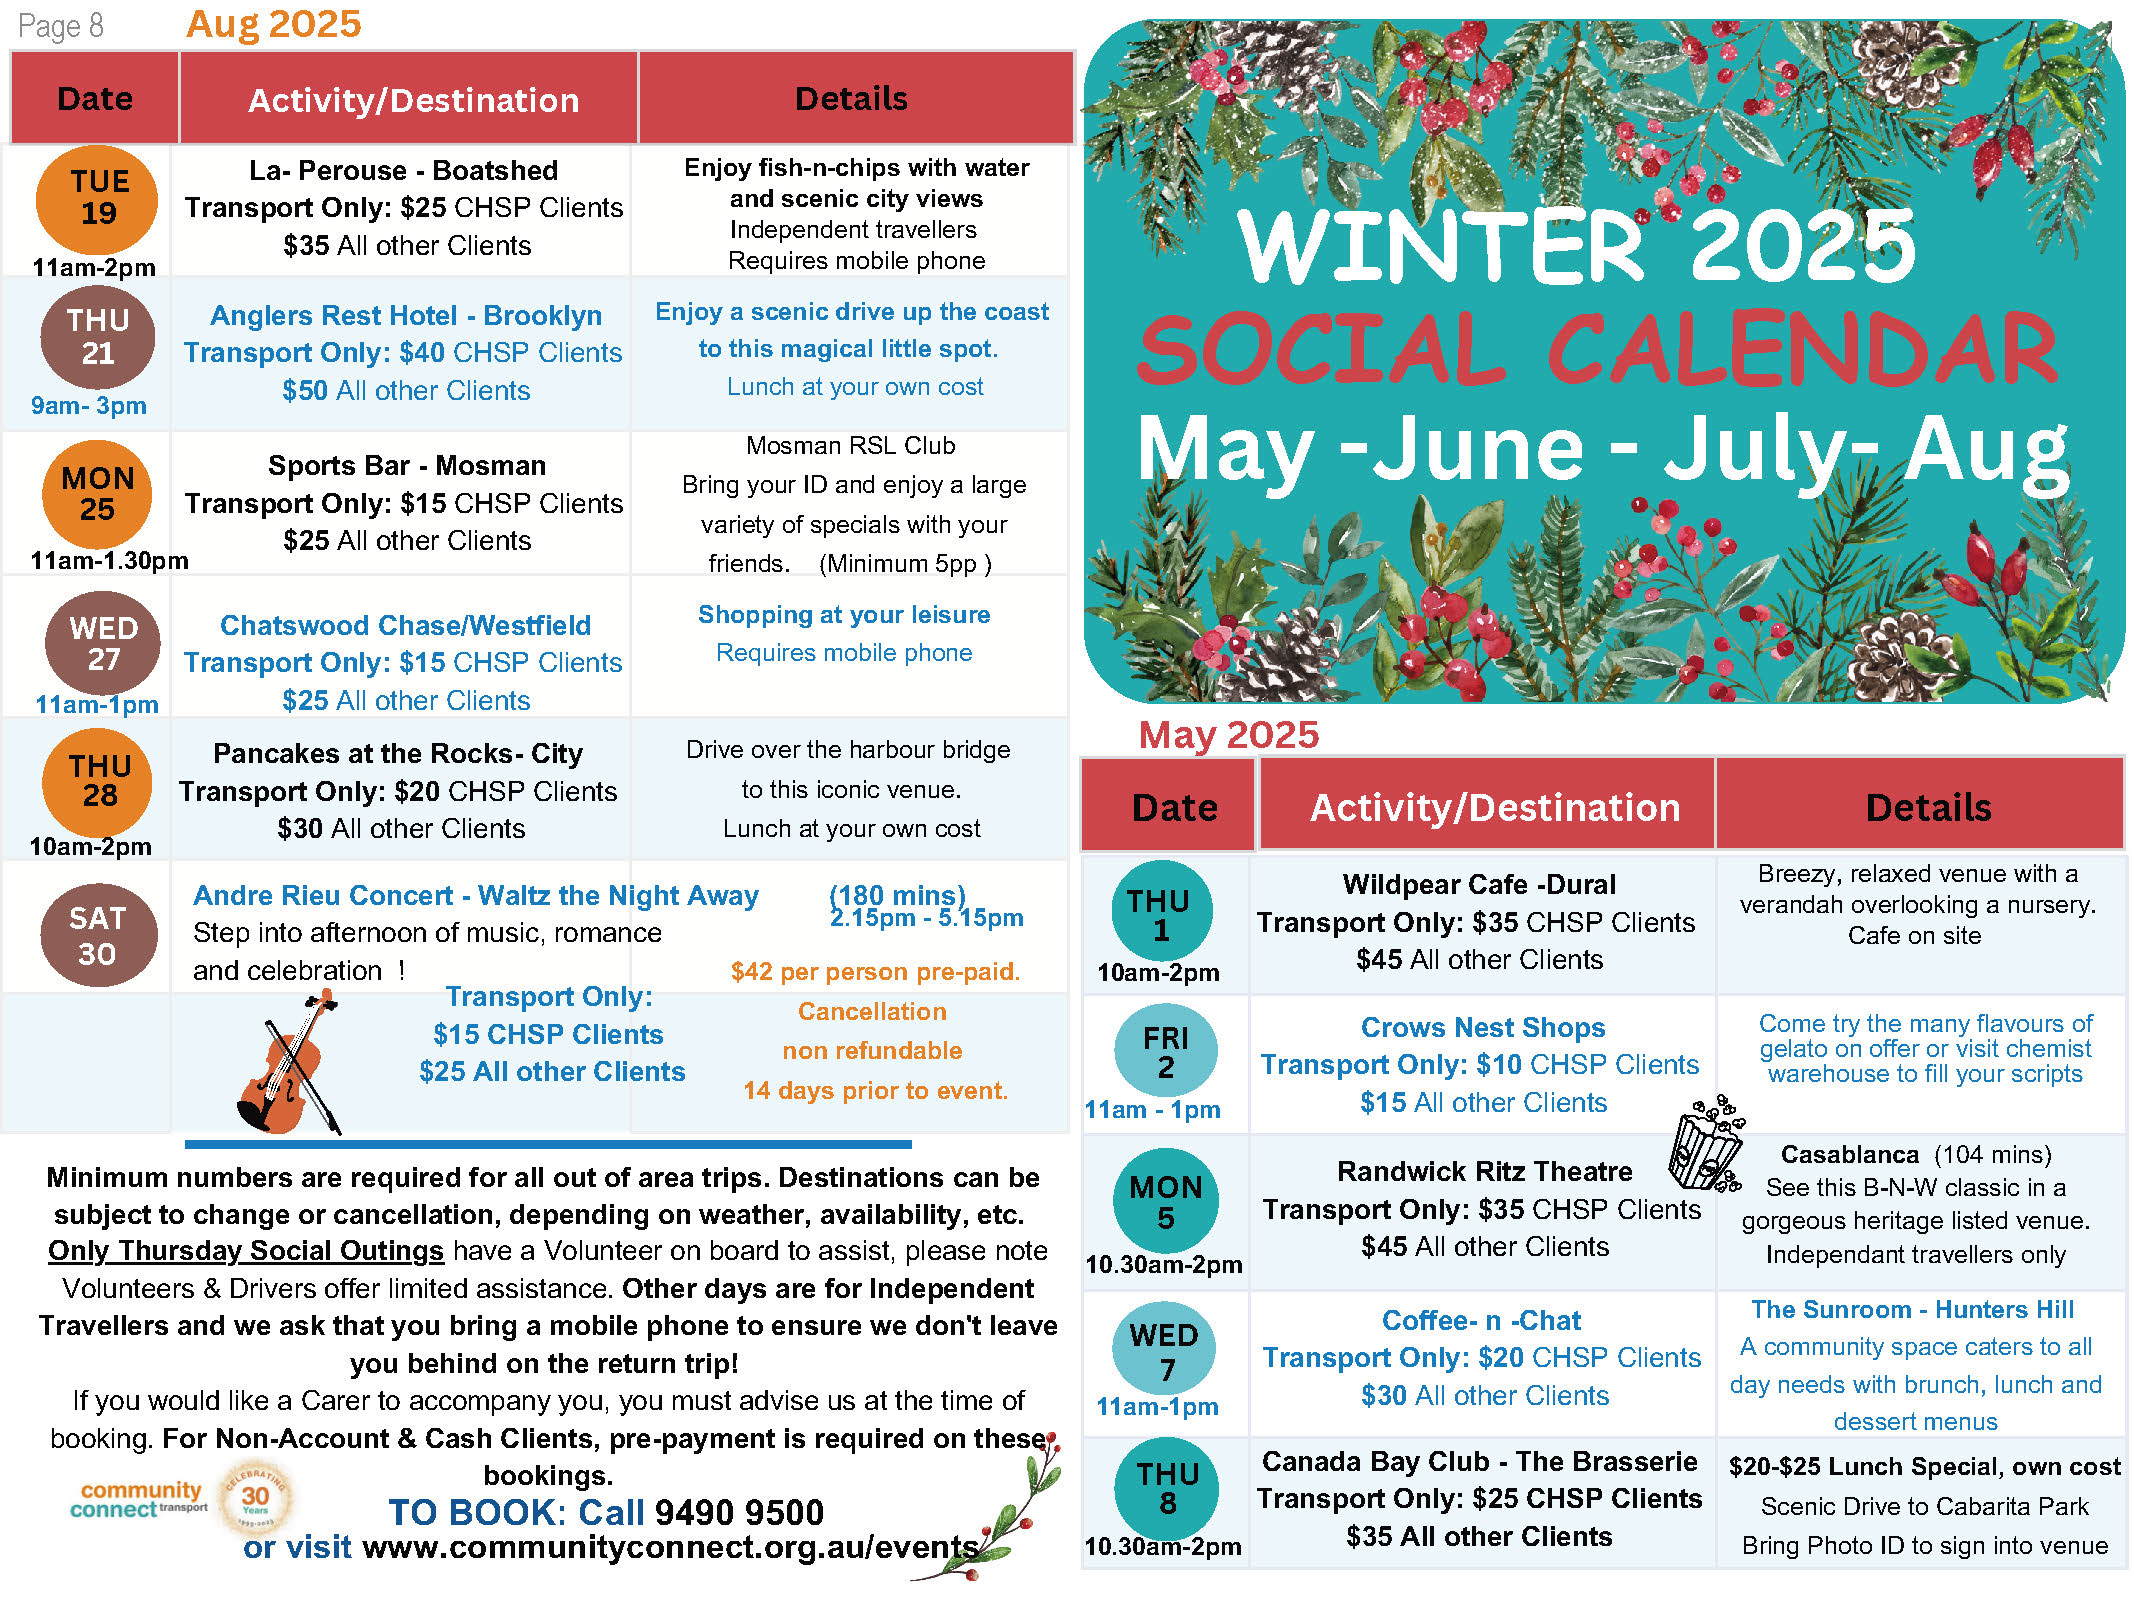 Page 8
Aug 2025
Date
Activity/Destination
Details
TUE
19
11am-2pm
La- Perouse - Boatshed
Transport Only: $25 CHSP Clients
$35 All other Clients
Enjoy fish-n-chips with water
and scenic city views
Independent travellers
Requires mobile phone
THU
21
9am- 3pm
Anglers Rest Hotel - Brooklyn
Transport Only: $40 CHSP Clients
$50 All other Clients
Enjoy a scenic drive up the coast
to this magical little spot.
Lunch at your own cost
MON
25
11am-1.30pm
Sports Bar - Mosman
Transport Only: $15 CHSP Clients
$25 All other Clients
Mosman RSL Club
Bring your ID and enjoy a large
variety of specials with your
friends. (Minimum 5pp )
WED
27
11am-1pm
Chatswood Chase/Westfield
Transport Only: $15 CHSP Clients
$25 All other Clients
Shopping at your leisure
Requires mobile phone
THU
28
10am-2pm
Pancakes at the Rocks- City
Transport Only: $20 CHSP Clients
$30 All other Clients
Drive over the harbour bridge
to this iconic venue.
Lunch at your own cost
SAT
30
Andre Rieu Concert - Waltz the Night Away (180 mins)
2.15pm - 5.15pm
Step into afternoon of music, romance
and celebration !
Transport Only:
$15 CHSP Clients
$25 All other Clients
$42 per person pre-paid.
Cancellation
non refundable
14 days prior to event.
Minimum numbers are required for all out of area trips. Destinations can be
subject to change or cancellation, depending on weather, availability, etc.
Only Thursday Social Outings have a Volunteer on board to assist, please note
Volunteers & Drivers offer limited assistance. Other days are for Independent
Travellers and we ask that you bring a mobile phone to ensure we don't leave
you behind on the return trip!
If you would like a Carer to accompany you, you must advise us at the time of
booking. For Non-Account & Cash Clients, pre-payment is required on these
bookings.
community
connect transport
CELEBRATING
30
Years
1993-2023
TO BOOK: Call 9490 9500
or visit www.communityconnect.org.au/events
WINTER 2025
SOCIAL CALENDAR
May -June - July- Aug
May 2025
Date
Activity/Destination
Details
THU
1
10am-2pm
Wildpear Cafe -Dural
Transport Only: $35 CHSP Clients
$45 All other Clients
Breezy, relaxed venue with a
verandah overlooking a nursery.
Cafe on site
FRI
2
11am - 1pm
Crows Nest Shops
Transport Only: $10 CHSP Clients
$15 All other Clients
Come try the many flavours of
gelato on offer or visit chemist
warehouse to fill your scripts
MON
5
10.30am-2pm
Randwick Ritz Theatre
Transport Only: $35 CHSP Clients
$45 All other Clients
Casablanca (104 mins)
See this B-N-W classic in a
gorgeous heritage listed venue.
Independant travellers only
WED
7
11am-1pm
Coffee- n -Chat
Transport Only: $20 CHSP Clients
$30 All other Clients
The Sunroom - Hunters Hill
A community space caters to all
day needs with brunch, lunch and
dessert menus
THU
8
10.30am-2pm
Canada Bay Club - The Brasserie
Transport Only: $25 CHSP Clients
$35 All other Clients
$20-$25 Lunch Special, own cost
Scenic Drive to Cabarita Park
Bring Photo ID to sign into venue